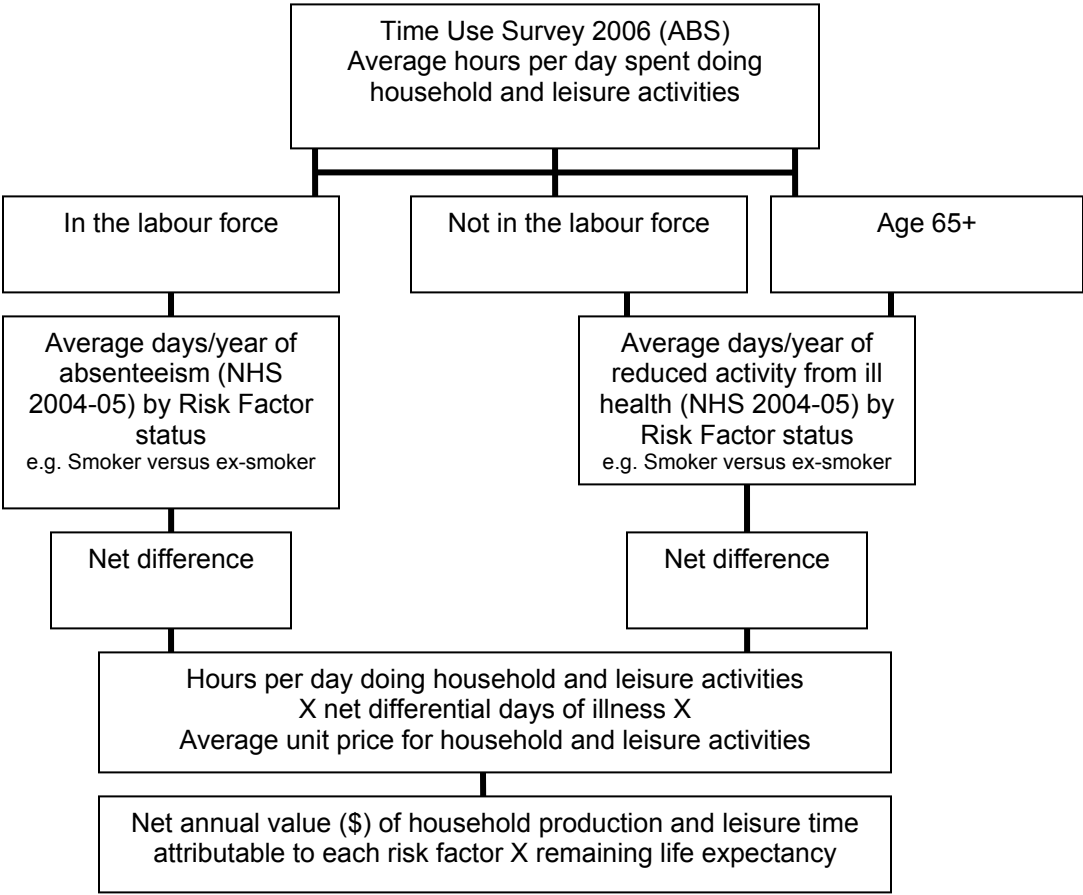 Time Use Survey 2006 (ABS)
Average hours per day spent doing
household and leisure activities
In the labour force
Not in the labour force
Age 65+
Average days/year of
absenteeism (NHS
2004-05) by Risk Factor
status
e.g. Smoker versus ex-smoker
Average days/year of
reduced activity from ill
health (NHS 2004-05) by
Risk Factor status
e.g. Smoker versus ex-smoker
Net difference
Net difference
Hours per day doing household and leisure activities
X net differential days of illness X
Average unit price for household and leisure activities
Net annual value ($) of household production and leisure time
attributable to each risk factor X remaining life expectancy